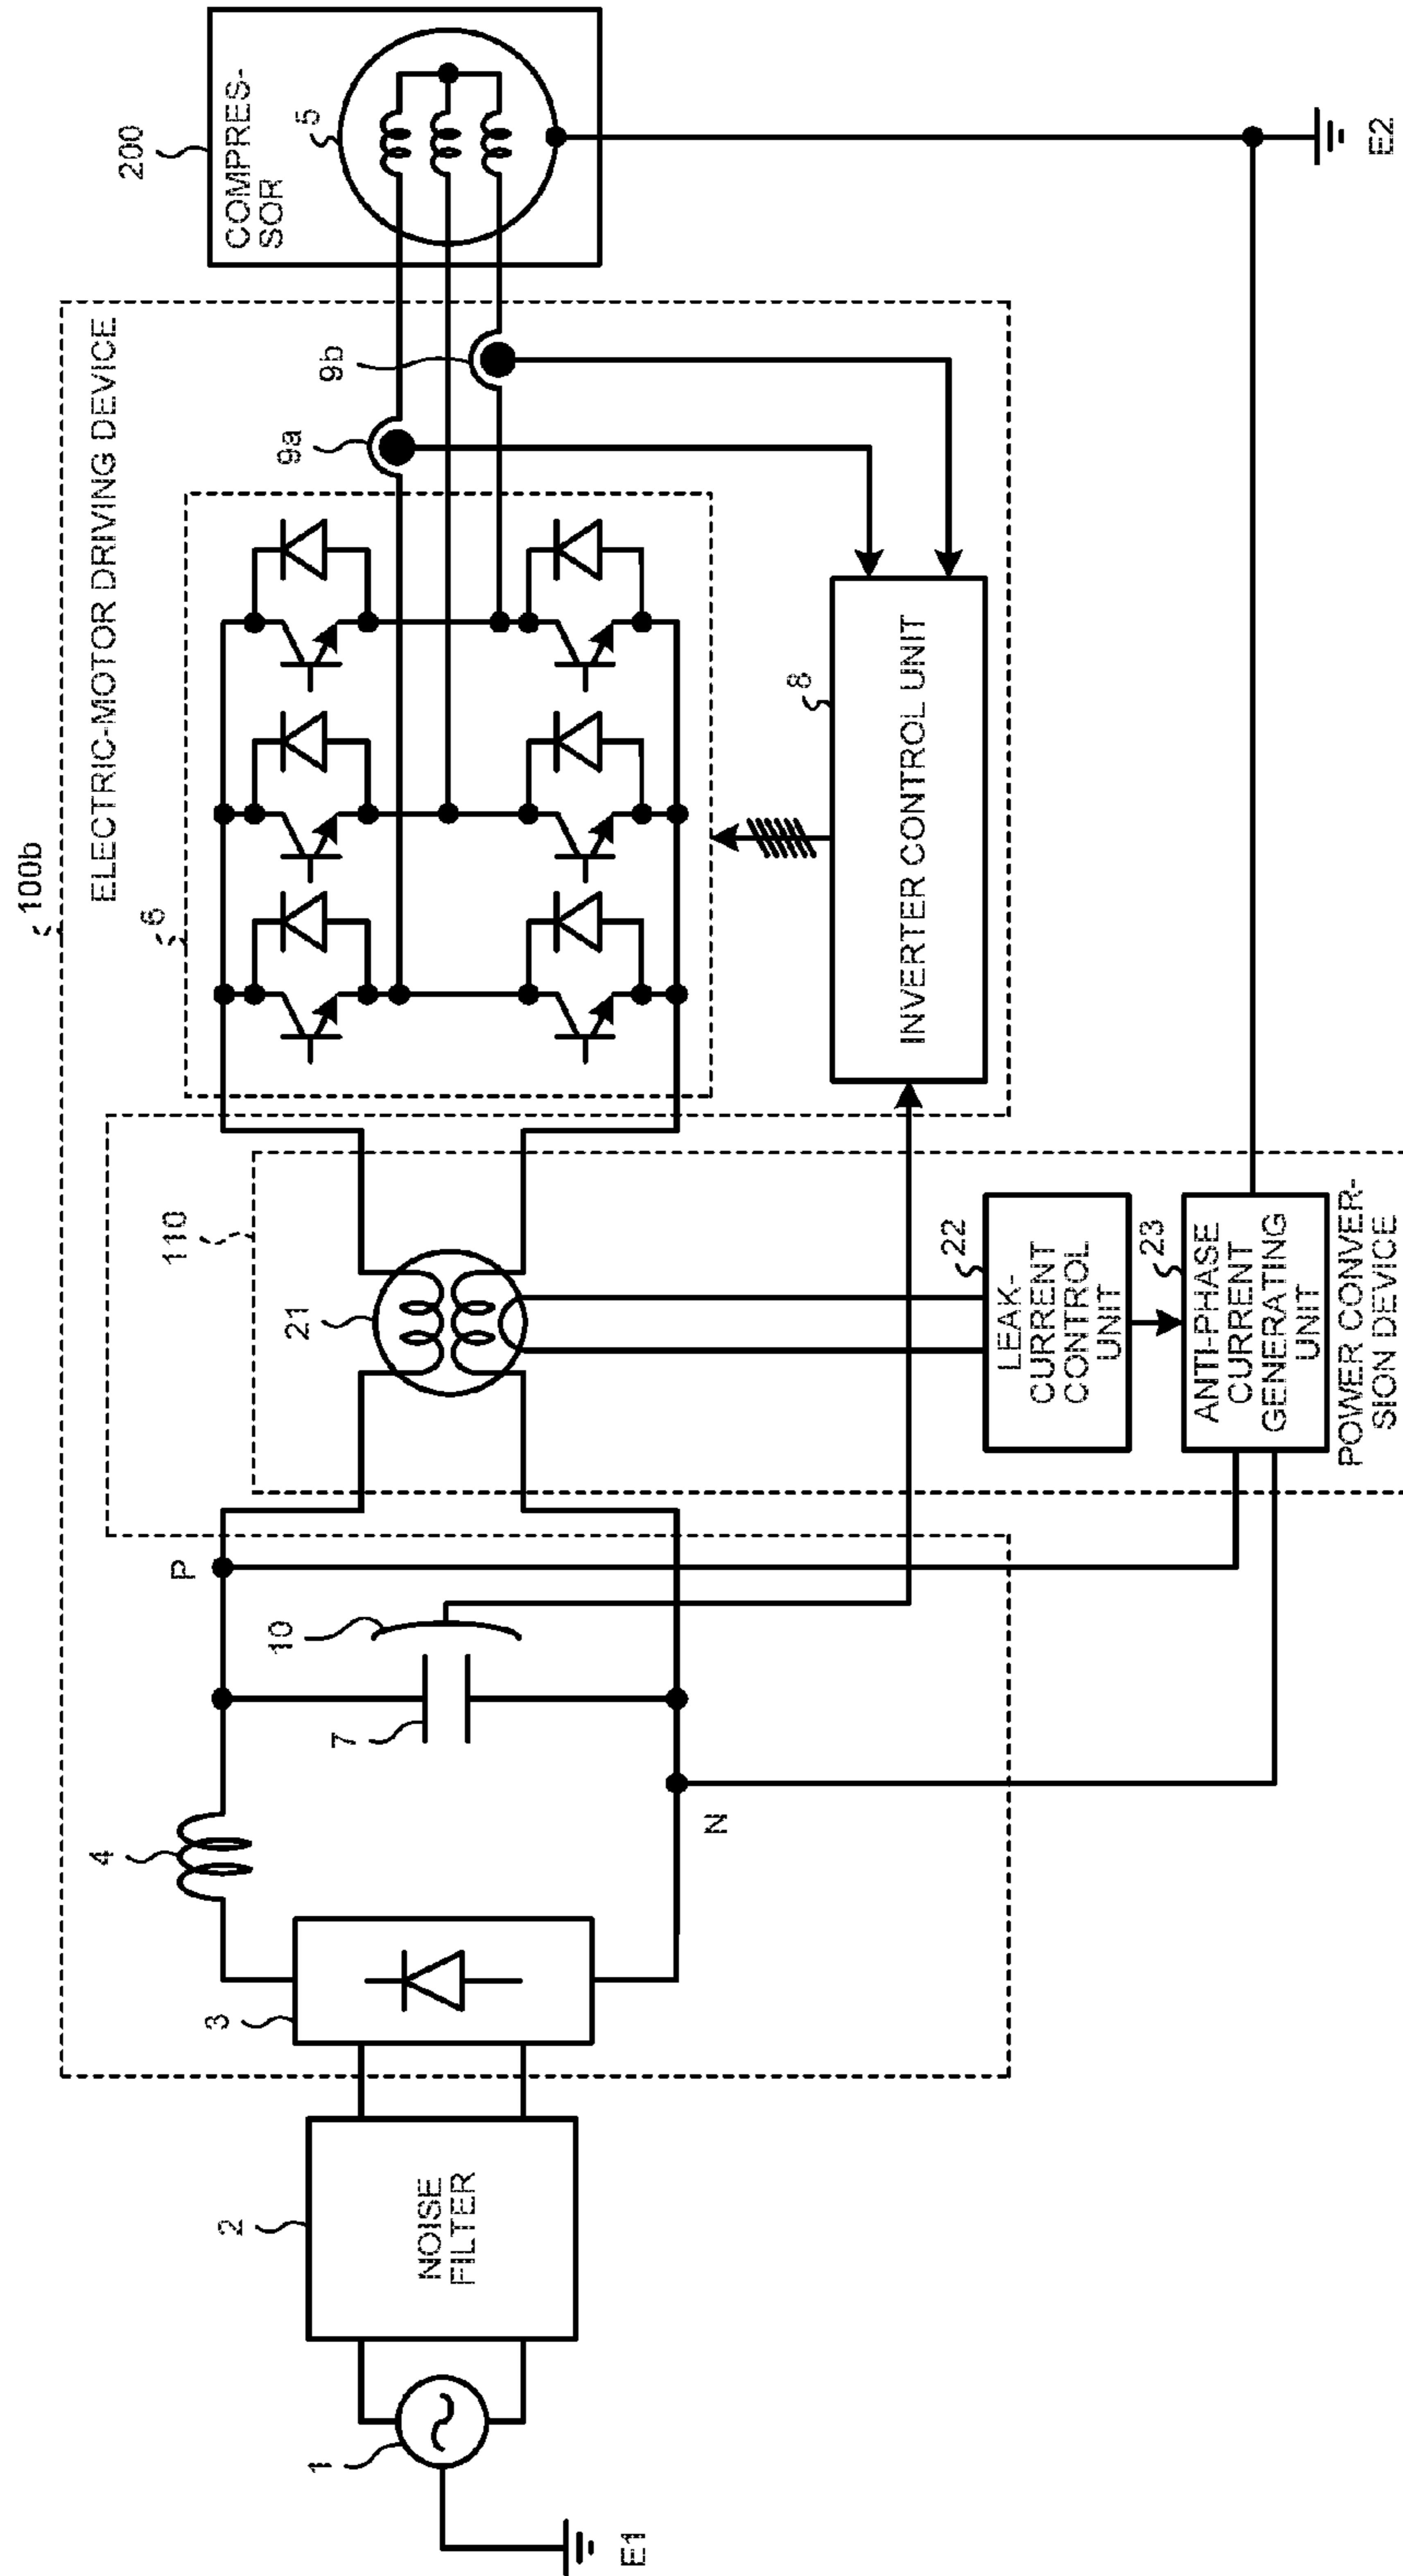 100b
ELECTRIC-MOTOR DRIVING DEVICE
200
COMPRES-
SOR
5
9b
9a
6
110
21
P
10
7
4
3
2
NOISE
FILTER
1
E1
N
8
INVERTER CONTROL UNIT
22
LEAK-
CURRENT
CONTROL
UNIT
23
ANTI-PHASE
CURRENT
GENERATING
UNIT
POWER CONVER-
SION DEVICE
E2